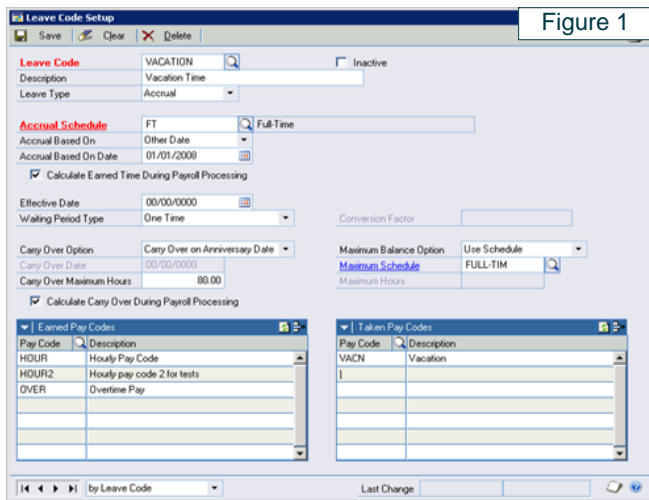 Leave Code Setup
Figure 1
Save Clear Delete
Leave Code VACATION Inactive
Description Vacation Time
Leave Type Accrual
Accrual Schedule FT Full-Time
Accrual Based On Other Date
Accrual Based On Date 01/01/2008
Calculate Earned Time During Payroll Processing
Effective Date 00/00/0000
Waiting Period Type One Time Conversion Factor
Carry Over Option Carry Over on Anniversary Date Maximum Balance Option Use Schedule
Carry Over Date 00/00/0000 Maximum Schedule FULL-TIM
Carry Over Maximum Hours 80.00 Maximum Hours
Calculate Carry Over During Payroll Processing
Earned Pay Codes Taken Pay Codes
Pay Code Description Pay Code Description
HOUR Hourly Pay Code VACN Vacation
HOUR2 Hourly pay code 2 for tests
OVER Overtime Pay
by Leave Code Last Change